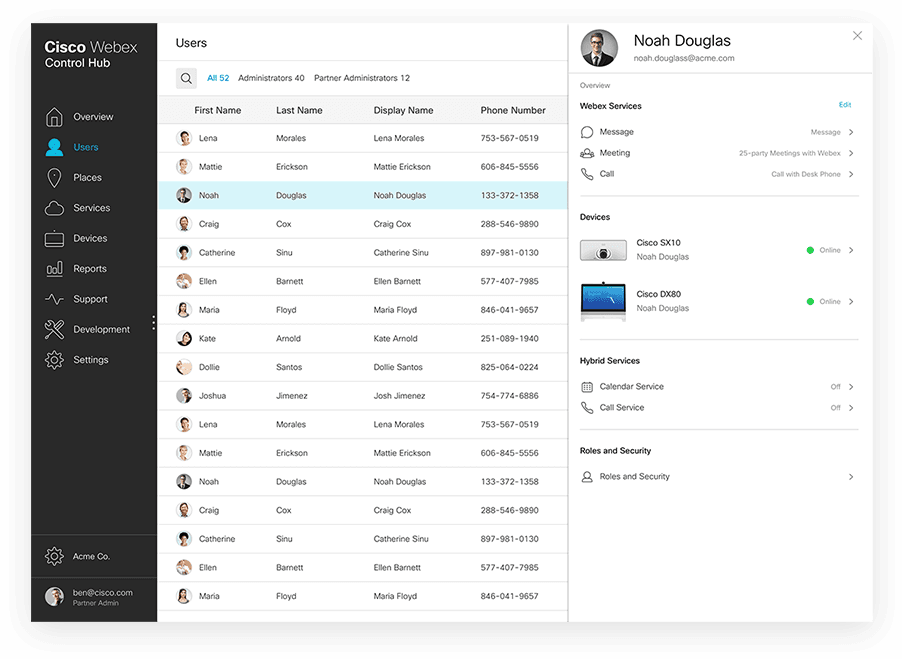 Cisco Webex
Control Hub
Overview
Users
Places
Services
Devices
Reports
Support
Development
Settings
Acme Co.
ben@cisco.com
Partner Admin
Users
All 52 Administrators 40 Partner Administrators 12
First Name Last Name Display Name Phone Number
Lena Morales Lena Morales 753-567-0519
Mattie Erickson Mattie Erickson 606-845-5556
Noah Douglas Noah Douglas 133-372-1358
Craig Cox Craig Cox 288-546-9890
Catherine Sinu Catherine Sinu 897-981-0130
Ellen Barnett Ellen Barnett 577-407-7985
Maria Floyd Maria Floyd 846-041-9657
Kate Arnold Kate Arnold 251-089-1940
Dollie Santos Dollie Santos 825-064-0224
Joshua Jimenez Josh Jimenez 754-774-6886
Lena Morales Lena Morales 753-567-0519
Mattie Erickson Mattie Erickson 606-845-5556
Noah Douglas Noah Douglas 133-372-1358
Craig Cox Craig Cox 288-546-9890
Catherine Sinu Catherine Sinu 897-981-0130
Ellen Barnett Ellen Barnett 577-407-7985
Maria Floyd Maria Floyd 846-041-9657
Noah Douglas
noah.douglass@acme.com
Overview
Webex Services Edit
Message Message
Meeting 25-party Meetings with Webex
Call Call with Desk Phone
Devices
Cisco SX10
Noah Douglas
Online
Cisco DX80
Noah Douglas
Online
Hybrid Services
Calendar Service Off
Call Service Off
Roles and Security
Roles and Security